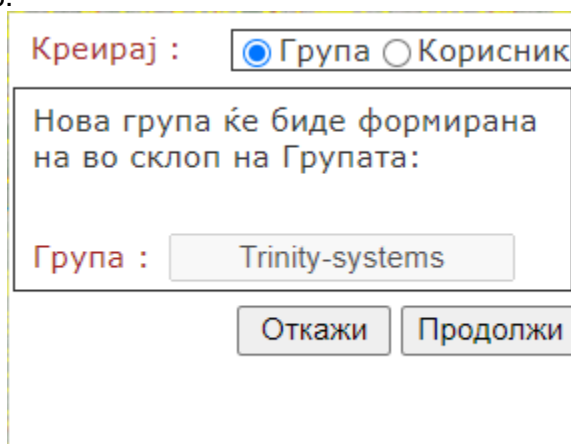 Креирај : Група Корисник
Нова група ќе биде формирана
на во склоп на Групата:
Група : Trinity-systems
Откажи Продолжи